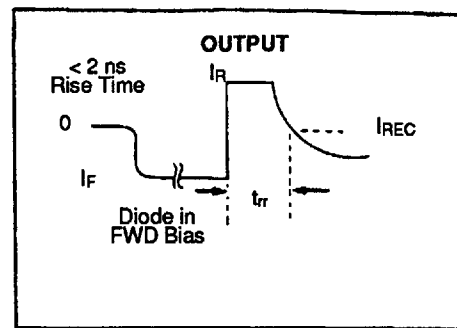 OUTPUT
< 2 ns
Rise Time
IR
0
IREC
IF
trr
Diode in
FWD Bias